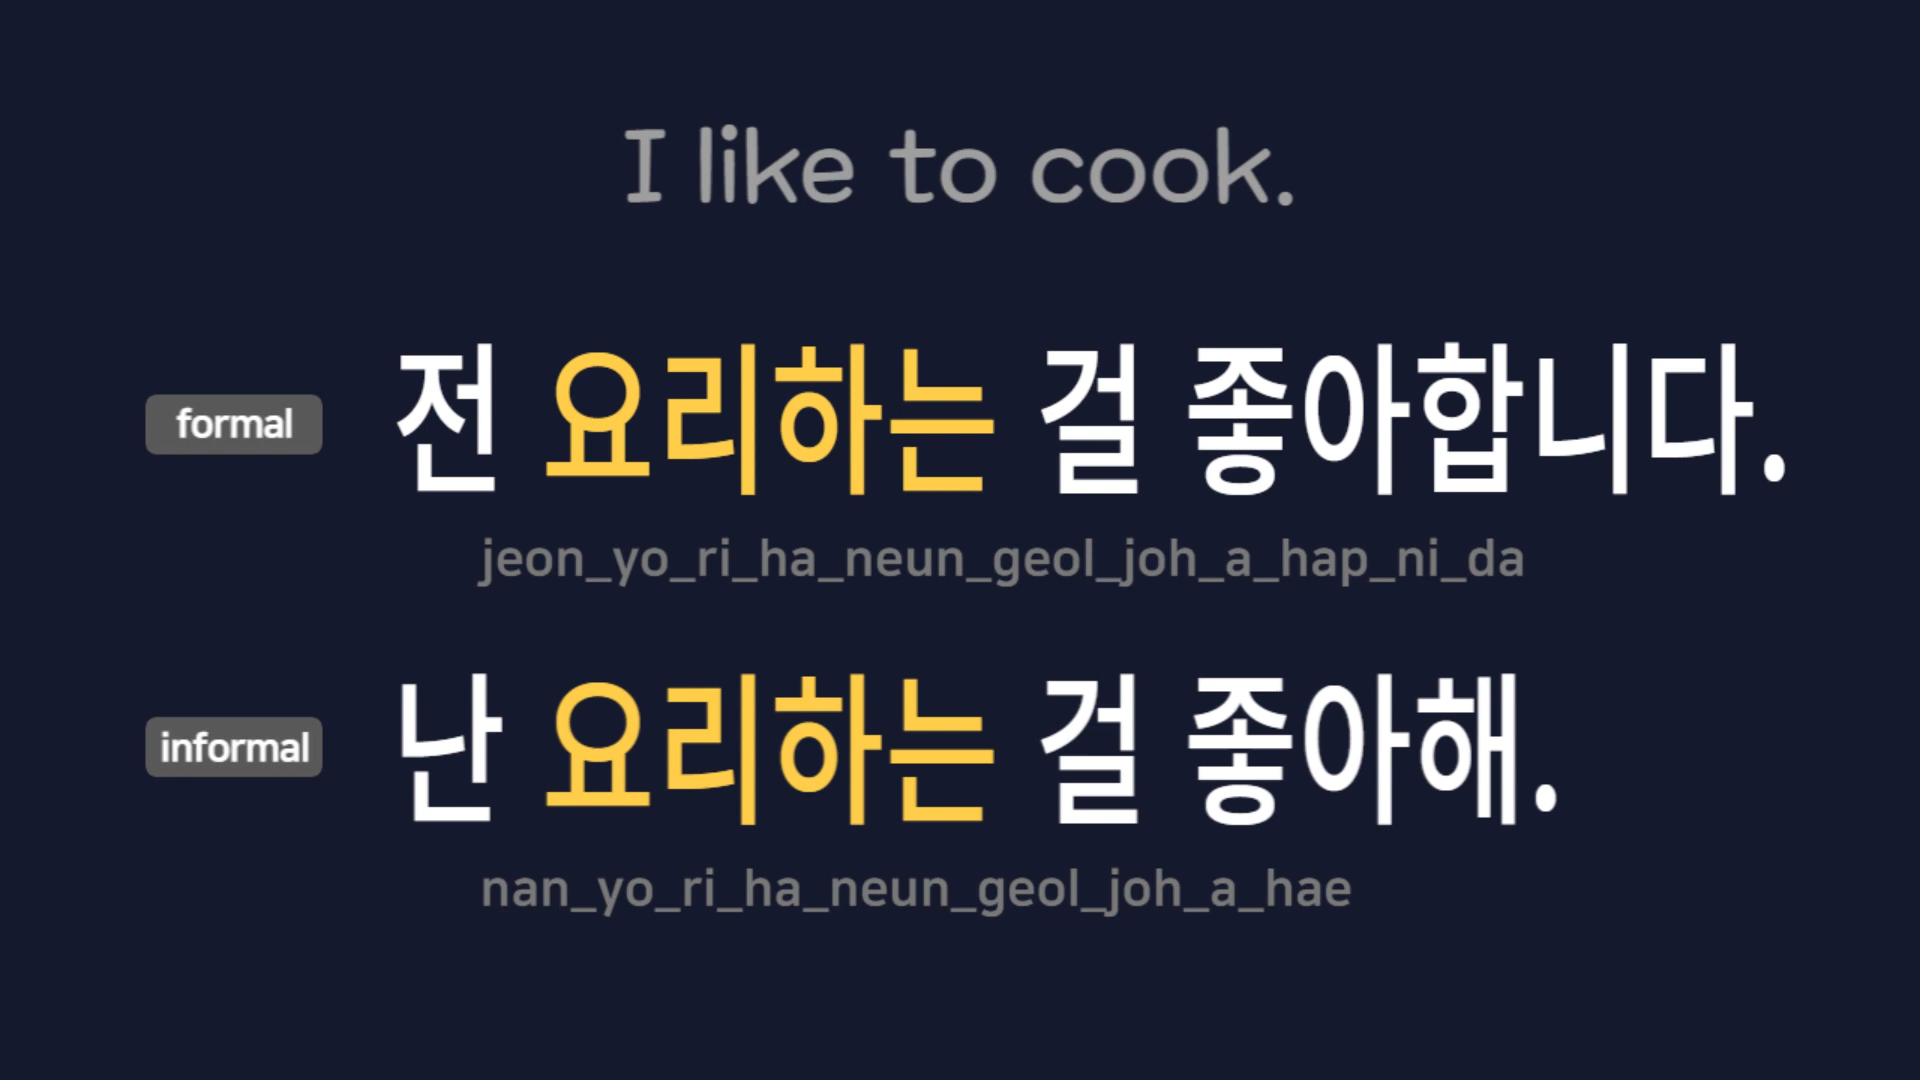 I like to cook.
formal 전 요리하는 걸 좋아합니다.
jeon_yo_ri_ha_neun_geol_joh_a_hap_ni_da
informal 난 요리하는 걸 좋아해.
nan_yo_ri_ha_neun_geol_joh_a_hae